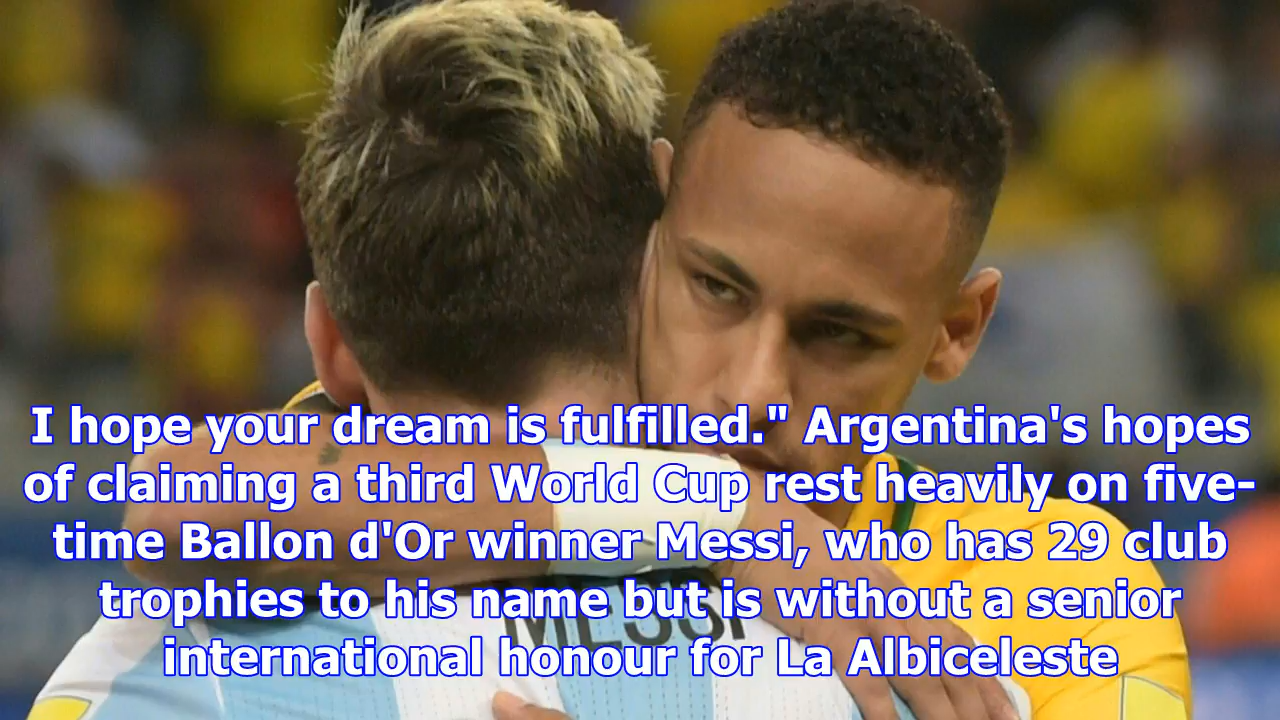 I hope your dream is fulfilled." Argentina's hopes
of claiming a third World Cup rest heavily on five-
time Ballon d'Or winner Messi, who has 29 club
trophies to his name but is without a senior
international honour for La Albiceleste
MESSI